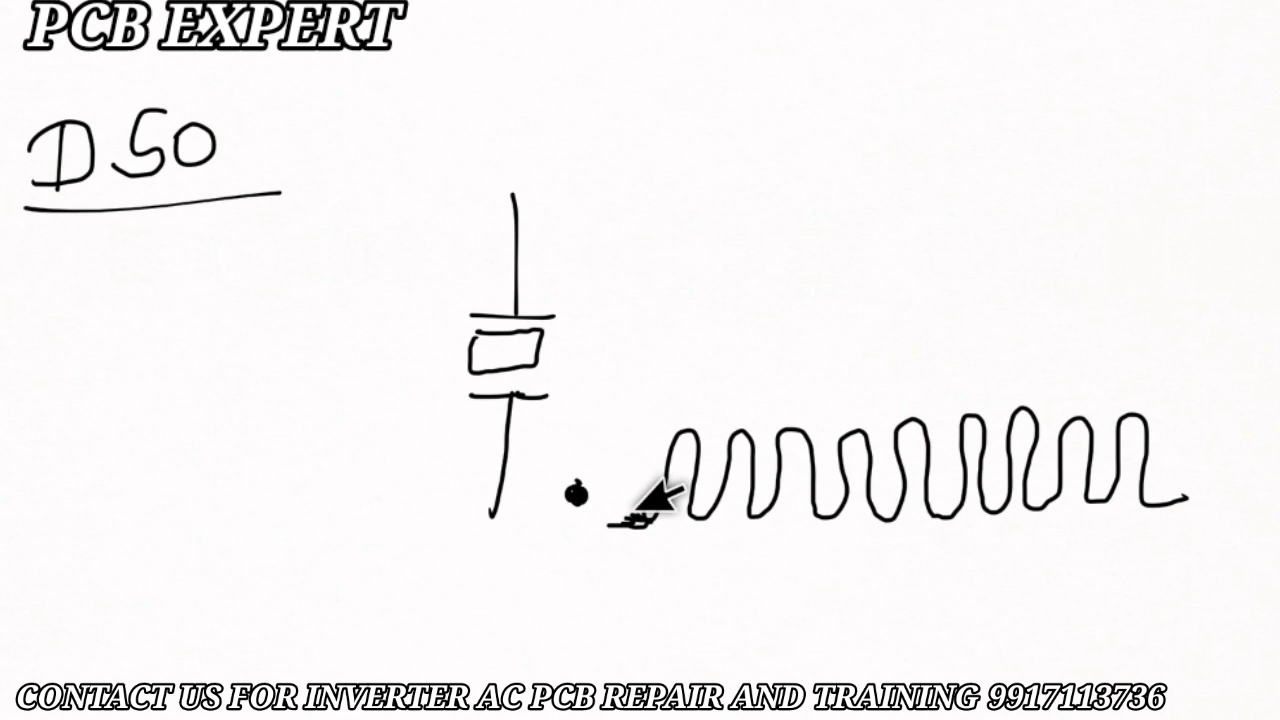 PCB EXPERT
DSO
CONTACT US FOR INVERTER AC PCB REPAIR AND TRAINING 9917113736